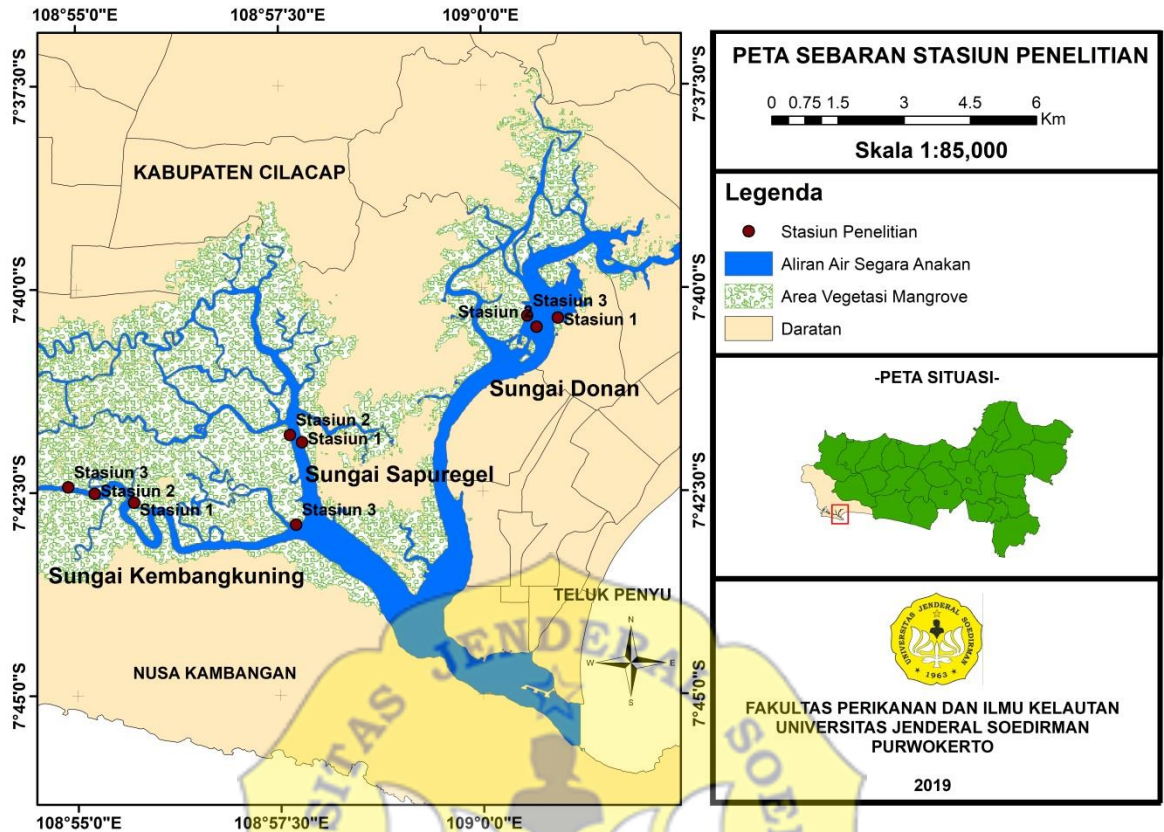 108°55'0"E 108°57'30"E 109°0'0"E
7°37'30"S
7°40'0"S
7°42'30"S
7°45'0"S
7°37'30"S
7°40'0"S
7°42'30"S
7°45'0"S
KABUPATEN CILACAP
Stasiun 3
Stasiun 2
Stasiun 1
Sungai Donan
Stasiun 2
Stasiun 1
Sungai Sapuregel
Stasiun 3
Stasiun 3
Stasiun 2
Stasiun 1
Sungai Kembangkuning
TELUK PENYU
NUSA KAMBANGAN
N
W E
S
SITAS JENDERAL SOE
108°55'0"E 108°57'30"E 109°0'0"E
PETA SEBARAN STASIUN PENELITIAN
0 0.75 1.5 3 4.5 6
Km
Skala 1:85,000
Legenda
Stasiun Penelitian
Aliran Air Segara Anakan
Area Vegetasi Mangrove
Daratan
-PETA SITUASI-
UNIVERSITAS JENDERAL SOEDIRMAN
1963
FAKULTAS PERIKANAN DAN ILMU KELAUTAN
UNIVERSITAS JENDERAL SOEDIRMAN
PURWOKERTO
2019